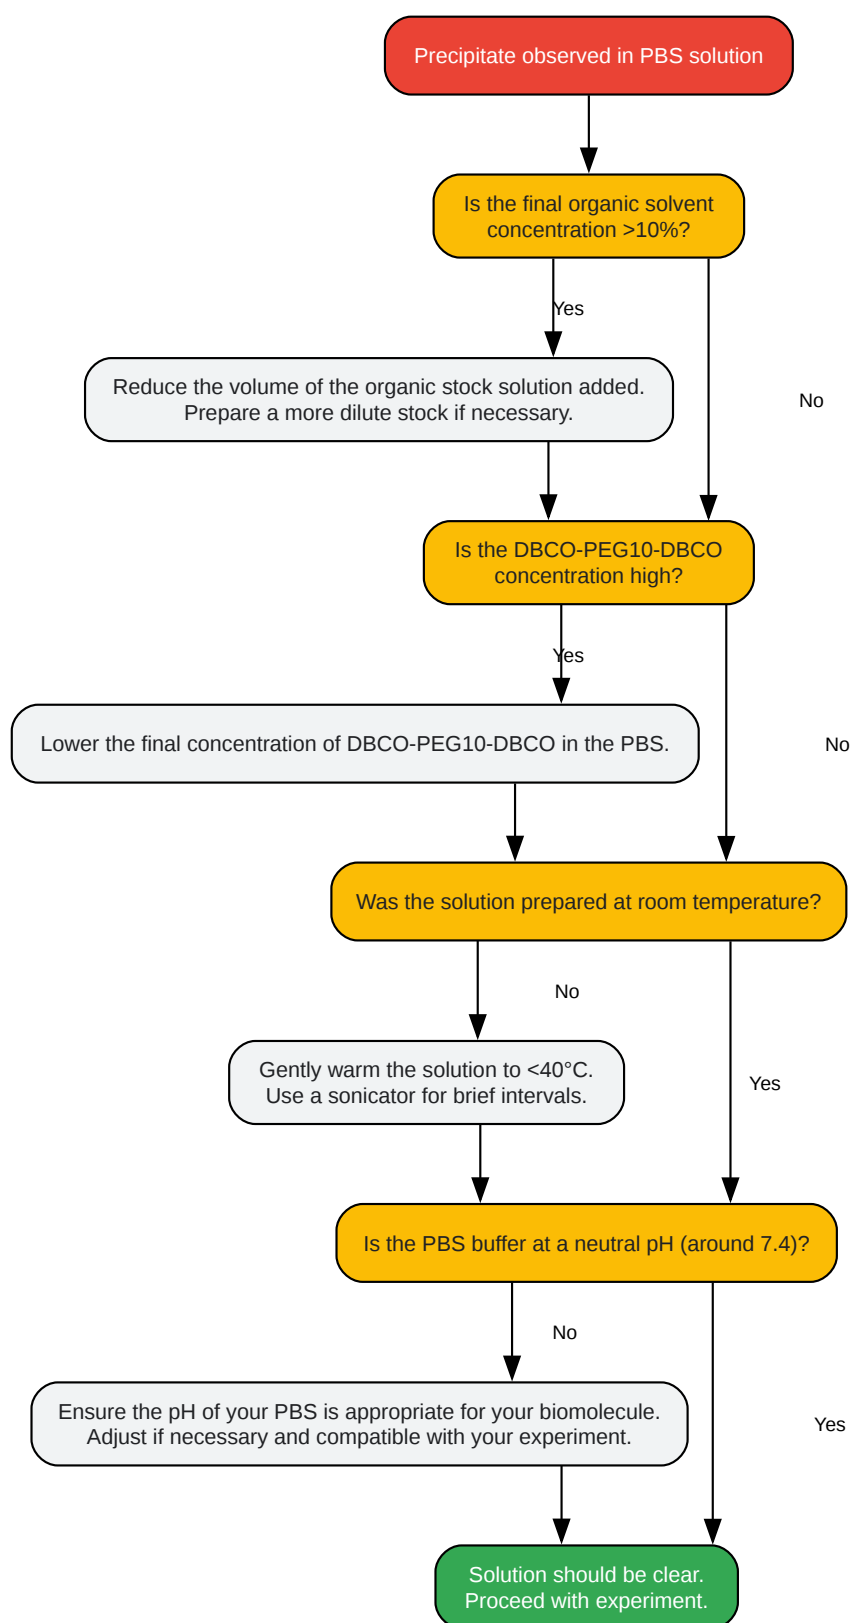 Precipitate observed in PBS solution
Is the final organic solvent
concentration >10%?
Yes
Reduce the volume of the organic stock solution added.
Prepare a more dilute stock if necessary.
No
Is the DBCO-PEG10-DBCO
concentration high?
Yes
Lower the final concentration of DBCO-PEG10-DBCO in the PBS.
No
Was the solution prepared at room temperature?
No
Gently warm the solution to <40°C.
Use a sonicator for brief intervals.
Yes
Is the PBS buffer at a neutral pH (around 7.4)?
No
Ensure the pH of your PBS is appropriate for your biomolecule.
Adjust if necessary and compatible with your experiment.
Yes
Solution should be clear.
Proceed with experiment.